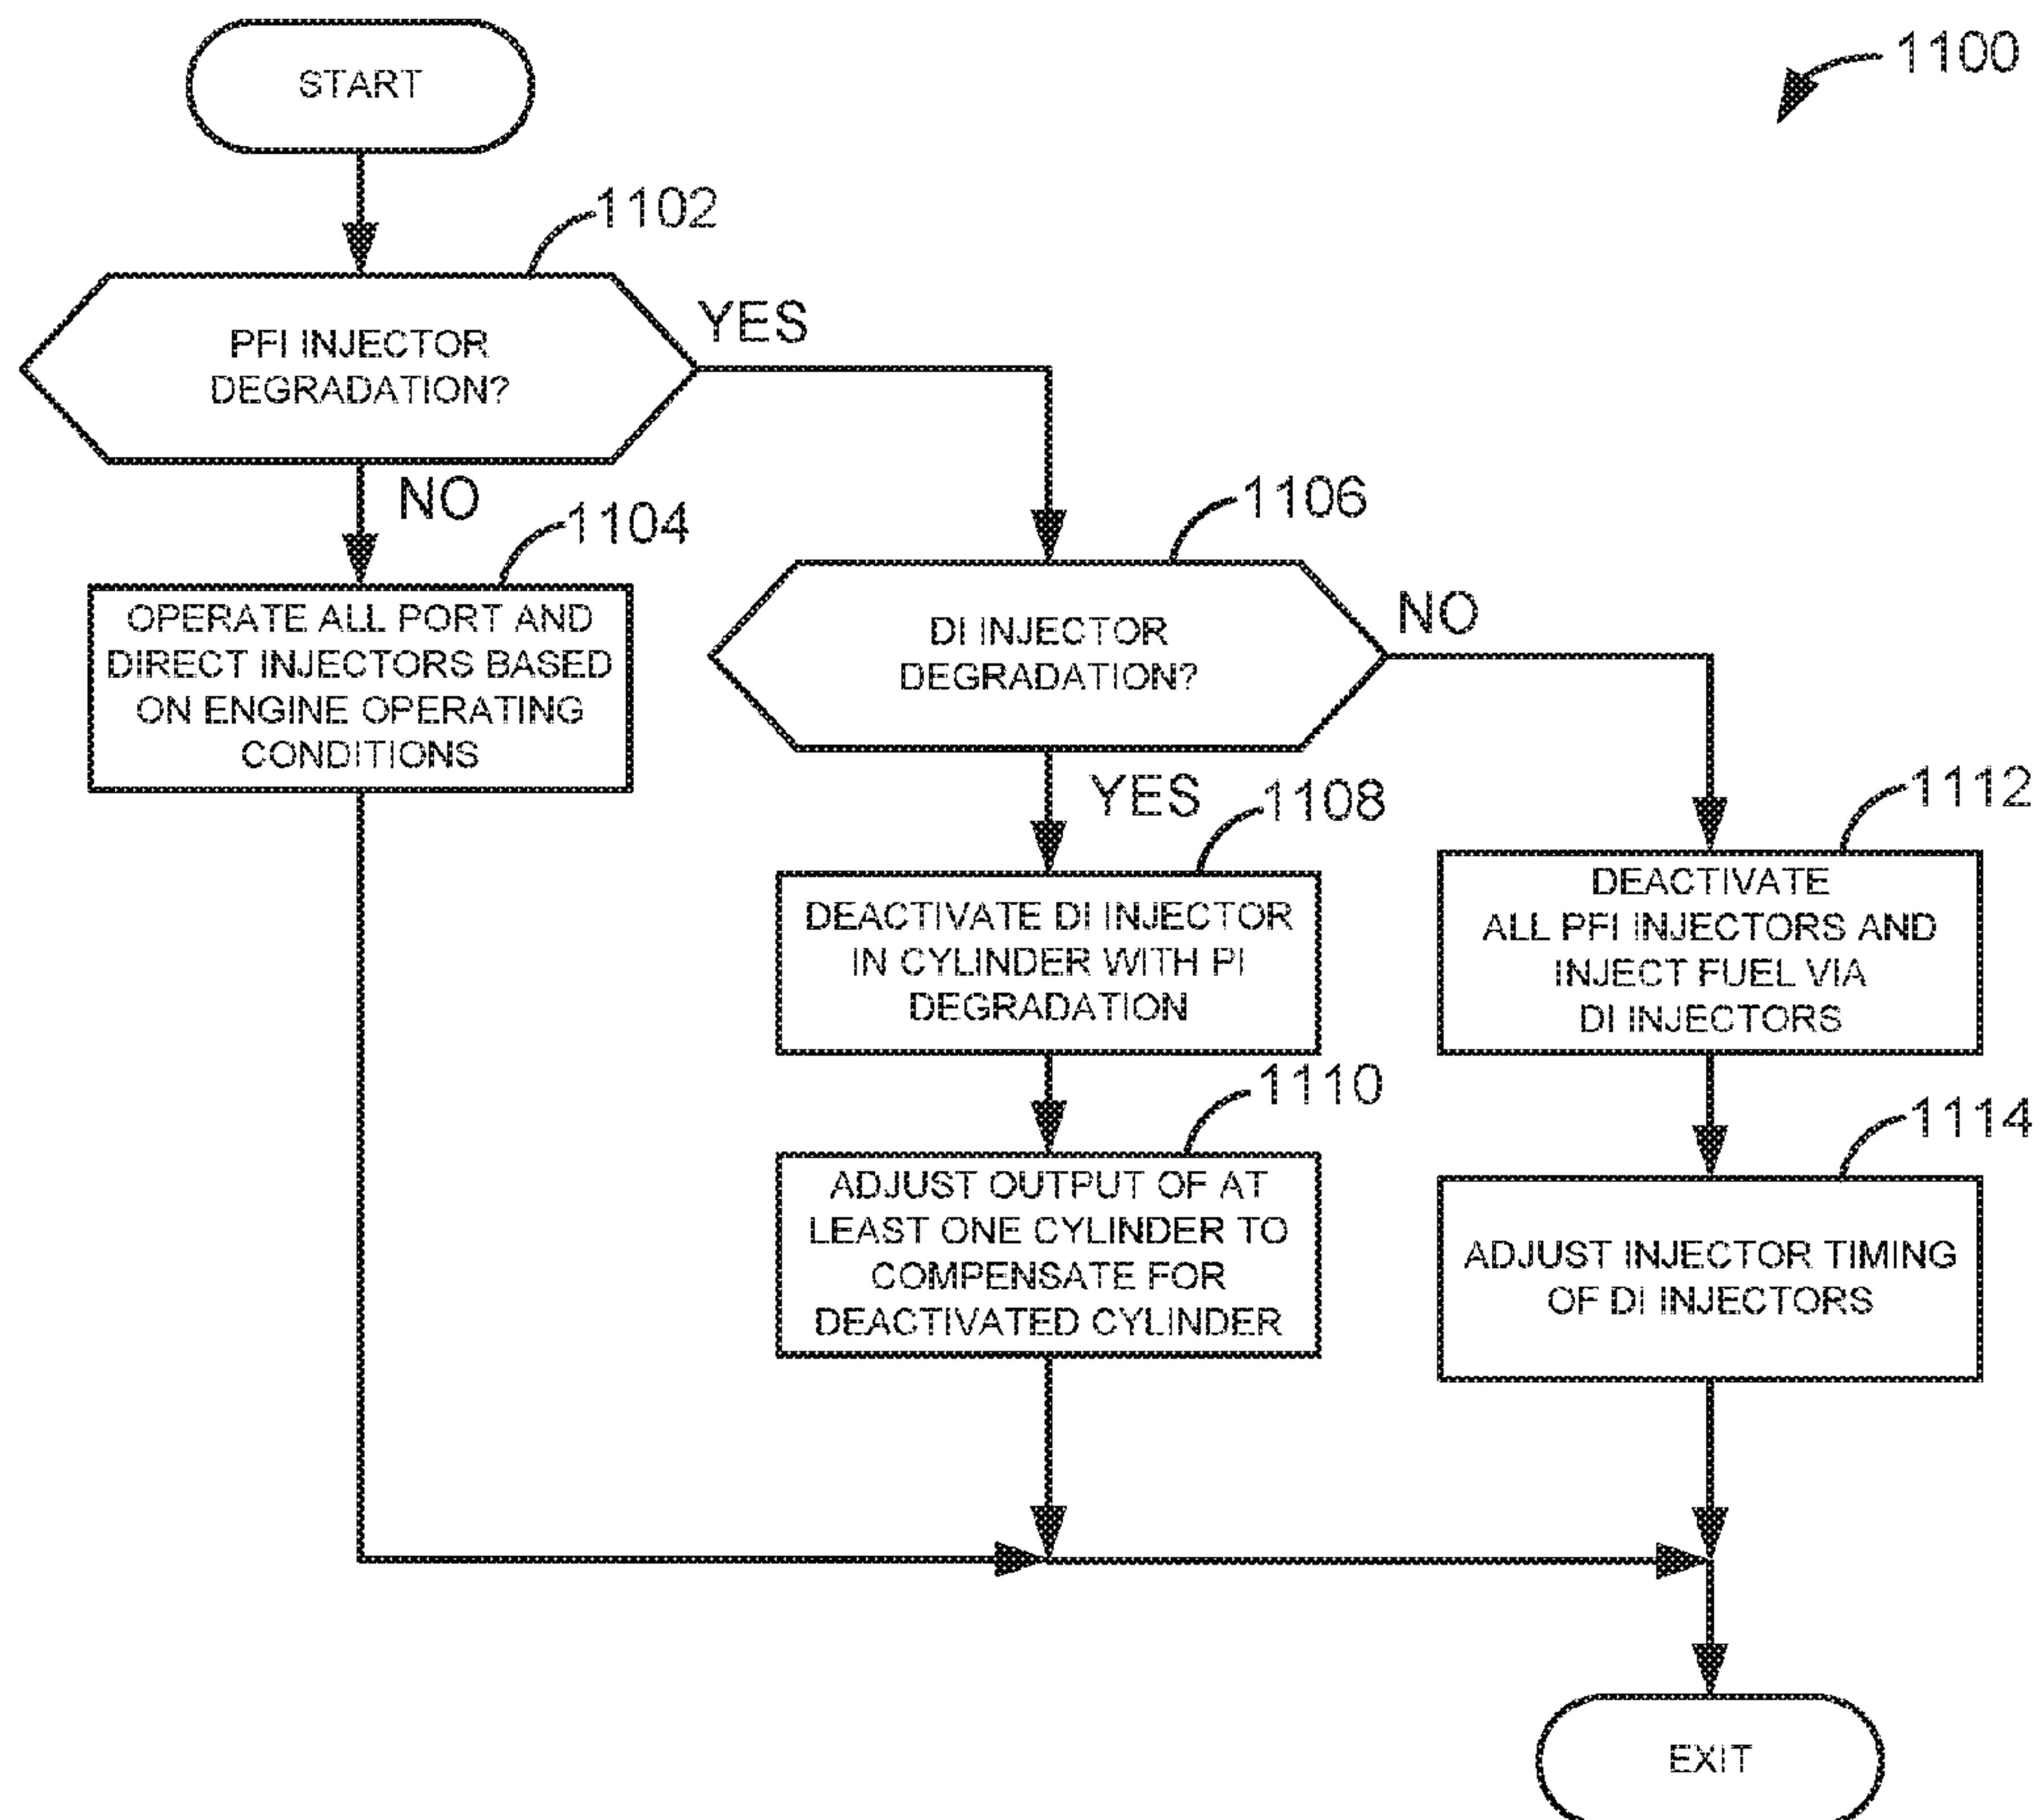 START
1100
1102
PFI INJECTOR
DEGRADATION?
YES
NO
1104
OPERATE ALL PORT AND
DIRECT INJECTORS BASED
ON ENGINE OPERATING
CONDITIONS
1106
DI INJECTOR
DEGRADATION?
NO
YES
1108
DEACTIVATE DI INJECTOR
IN CYLINDER WITH PI
DEGRADATION
1110
ADJUST OUTPUT OF AT
LEAST ONE CYLINDER TO
COMPENSATE FOR
DEACTIVATED CYLINDER
1112
DEACTIVATE
ALL PFI INJECTORS AND
INJECT FUEL VIA
DI INJECTORS
1114
ADJUST INJECTOR TIMING
OF DI INJECTORS
EXIT